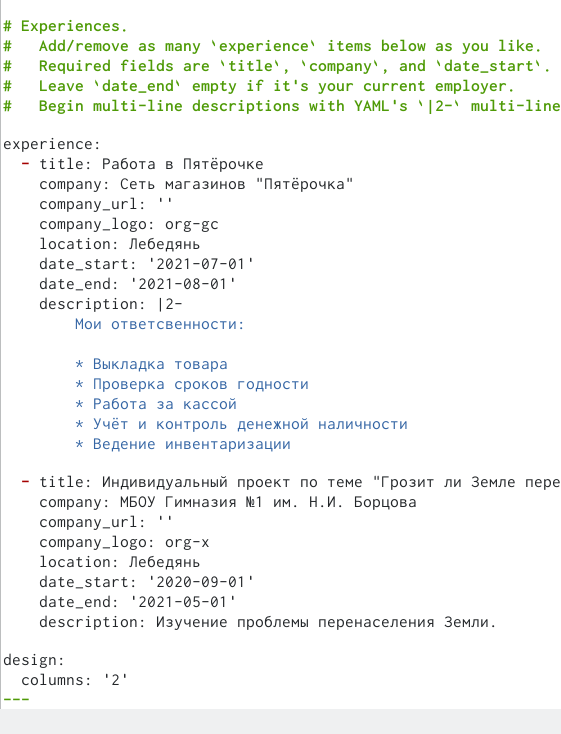 # Experiences.
#   Add/remove as many `experience` items below as you like.
#   Required fields are `title`, `company`, and `date_start`.
#   Leave `date_end` empty if it's your current employer.
#   Begin multi-line descriptions with YAML's `|2-` multi-line
experience:
  - title: Работа в Пятёрочке
    company: Сеть магазинов "Пятёрочка"
    company_url: ''
    company_logo: org-gc
    location: Лебедянь
    date_start: '2021-07-01'
    date_end: '2021-08-01'
    description: |2-
        Мои ответсвенности:
        * Выкладка товара
        * Проверка сроков годности
        * Работа за кассой
        * Учёт и контроль денежной наличности
        * Ведение инвентаризации
  - title: Индивидуальный проект по теме "Грозит ли Земле пере
    company: МБОУ Гимназия №1 им. Н.И. Борцова
    company_url: ''
    company_logo: org-x
    location: Лебедянь
    date_start: '2020-09-01'
    date_end: '2021-05-01'
    description: Изучение проблемы перенаселения Земли.
design:
  columns: '2'
---